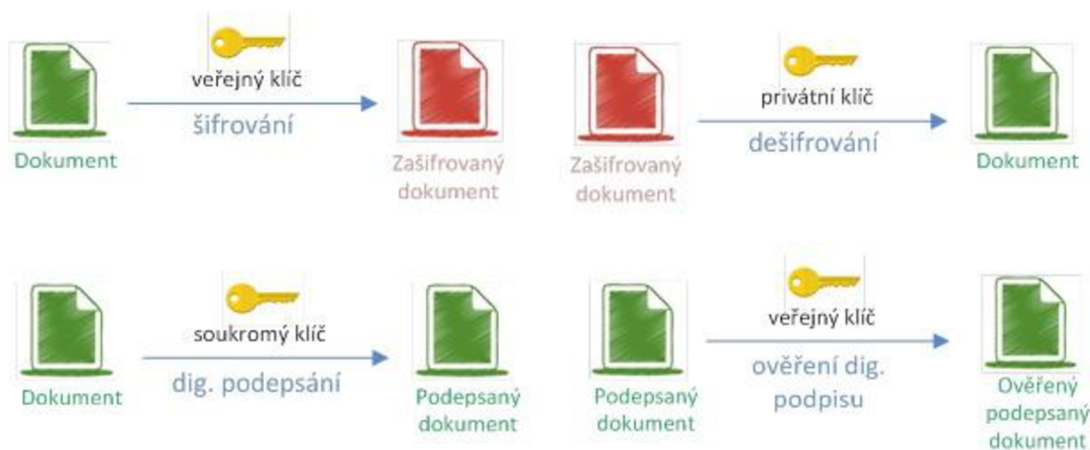 veřejný klíč
šifrování
Dokument
Zašifrovaný
dokument
privátní klíč
dešifrování
Zašifrovaný
dokument
Dokument
soukromý klíč
dig. podepsání
Dokument
Podepsaný
dokument
veřejný klíč
ověření dig.
podpisu
Podepsaný
dokument
Ověřený
podepsaný
dokument